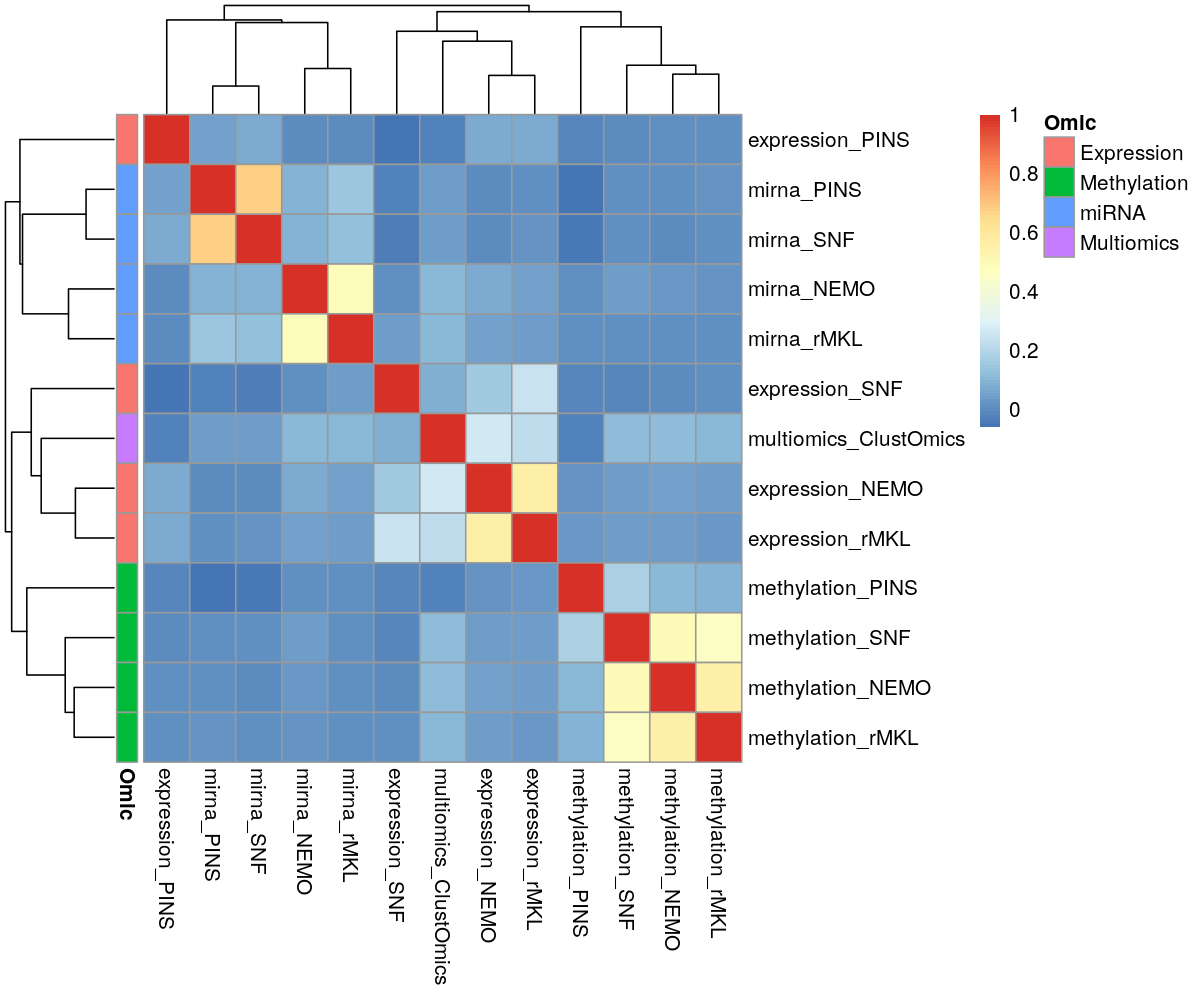 expression_PINS
mirna_PINS
mirna_SNF
mirna_NEMO
mirna_rMKL
expression_SNF
multiomics_ClustOmics
expression_NEMO
expression_rMKL
methylation_PINS
methylation_SNF
methylation_NEMO
methylation_rMKL
1
0.8
0.6
0.4
0.2
0
OmIc
Expression
Methylation
miRNA
Multiomics
OmIc
expression_PINS
mirna_PINS
mirna_SNF
mirna_NEMO
mirna_rMKL
expression_SNF
multiomics_ClustOmics
expression_NEMO
expression_rMKL
methylation_PINS
methylation_SNF
methylation_NEMO
methylation_rMKL